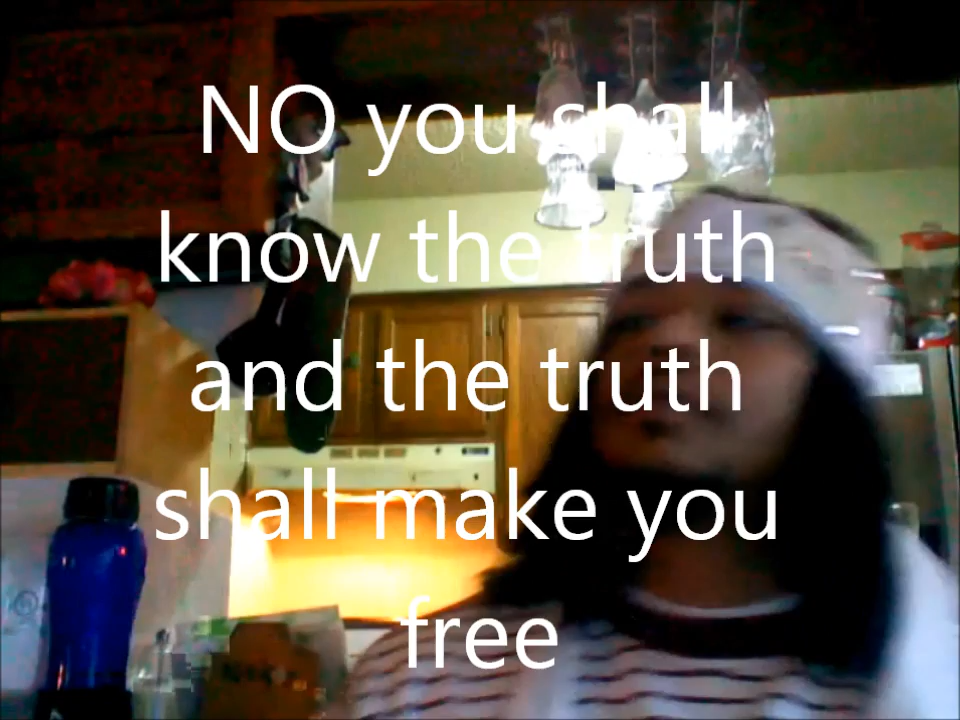 NO you shall
know the truth
and the truth
shall make you
free